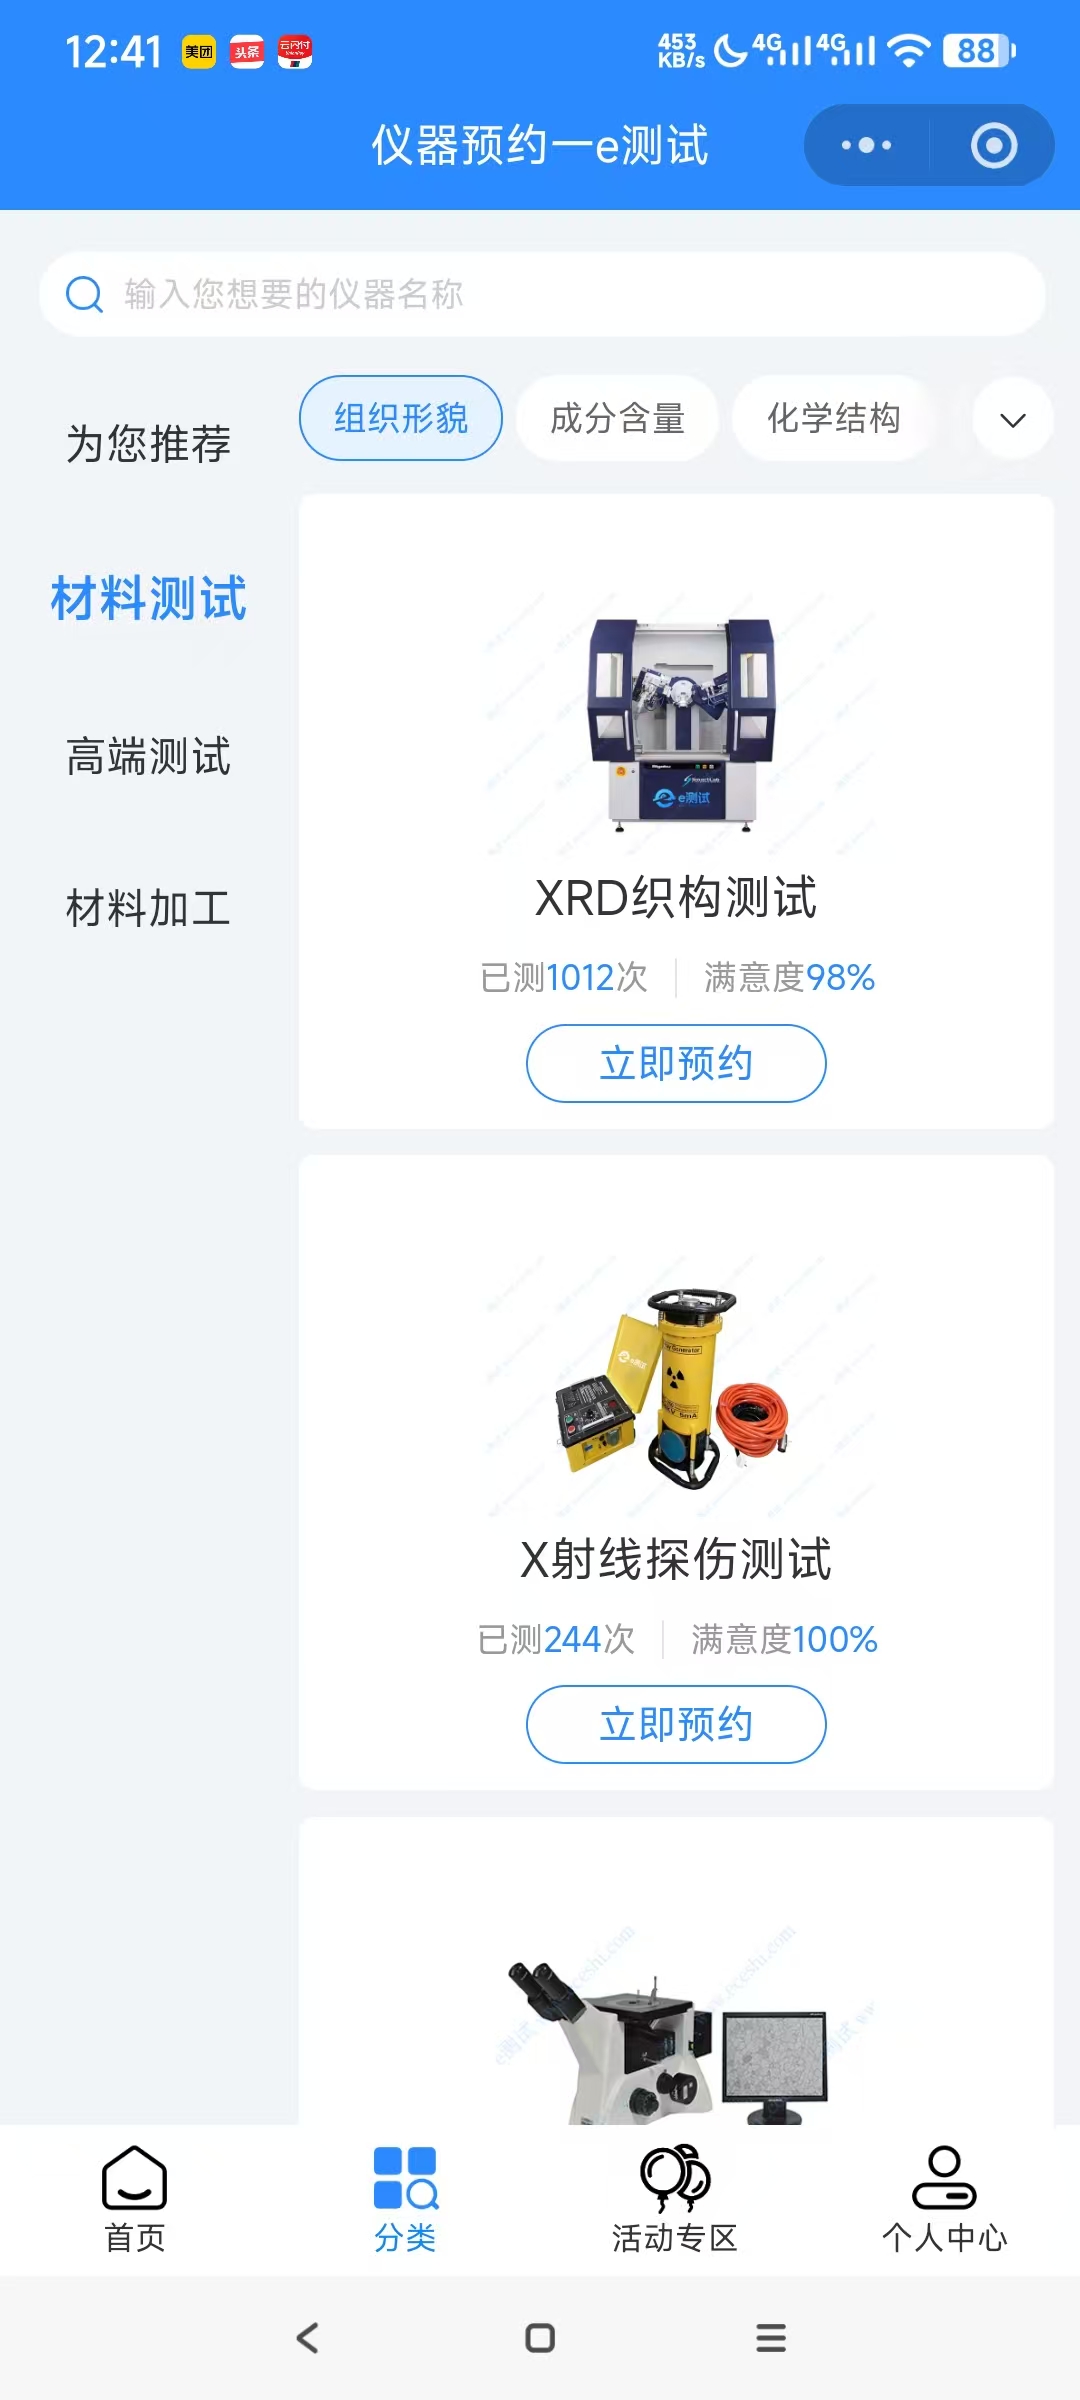 12:41
美团
头条
云闪付
453
KB/s
4G
4G
88
仪器预约一e测试
输入您想要的仪器名称
组织形貌
成分含量
化学结构
为您推荐
材料测试
高端测试
材料加工
SmartLab
e测试
XRD织构测试
已测1012次
满意度98%
立即预约
e测试
X射线探伤测试
已测244次
满意度100%
立即预约
首页
分类
活动专区
个人中心